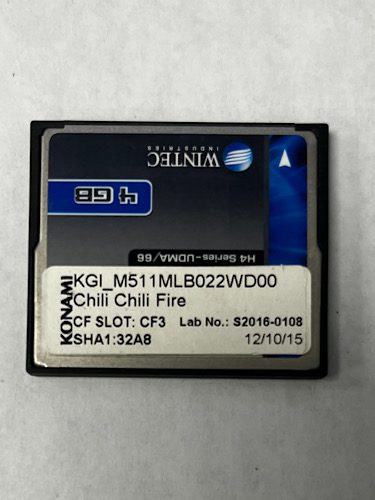 WINTEC
INDUSTRIES
4 GB
H4 Series-UDMA/66
KONAMI
KGI_M511MLB022WD00
Chili Chili Fire
CF SLOT: CF3 Lab No.: S2016-0108
SHA1:32A8 12/10/15